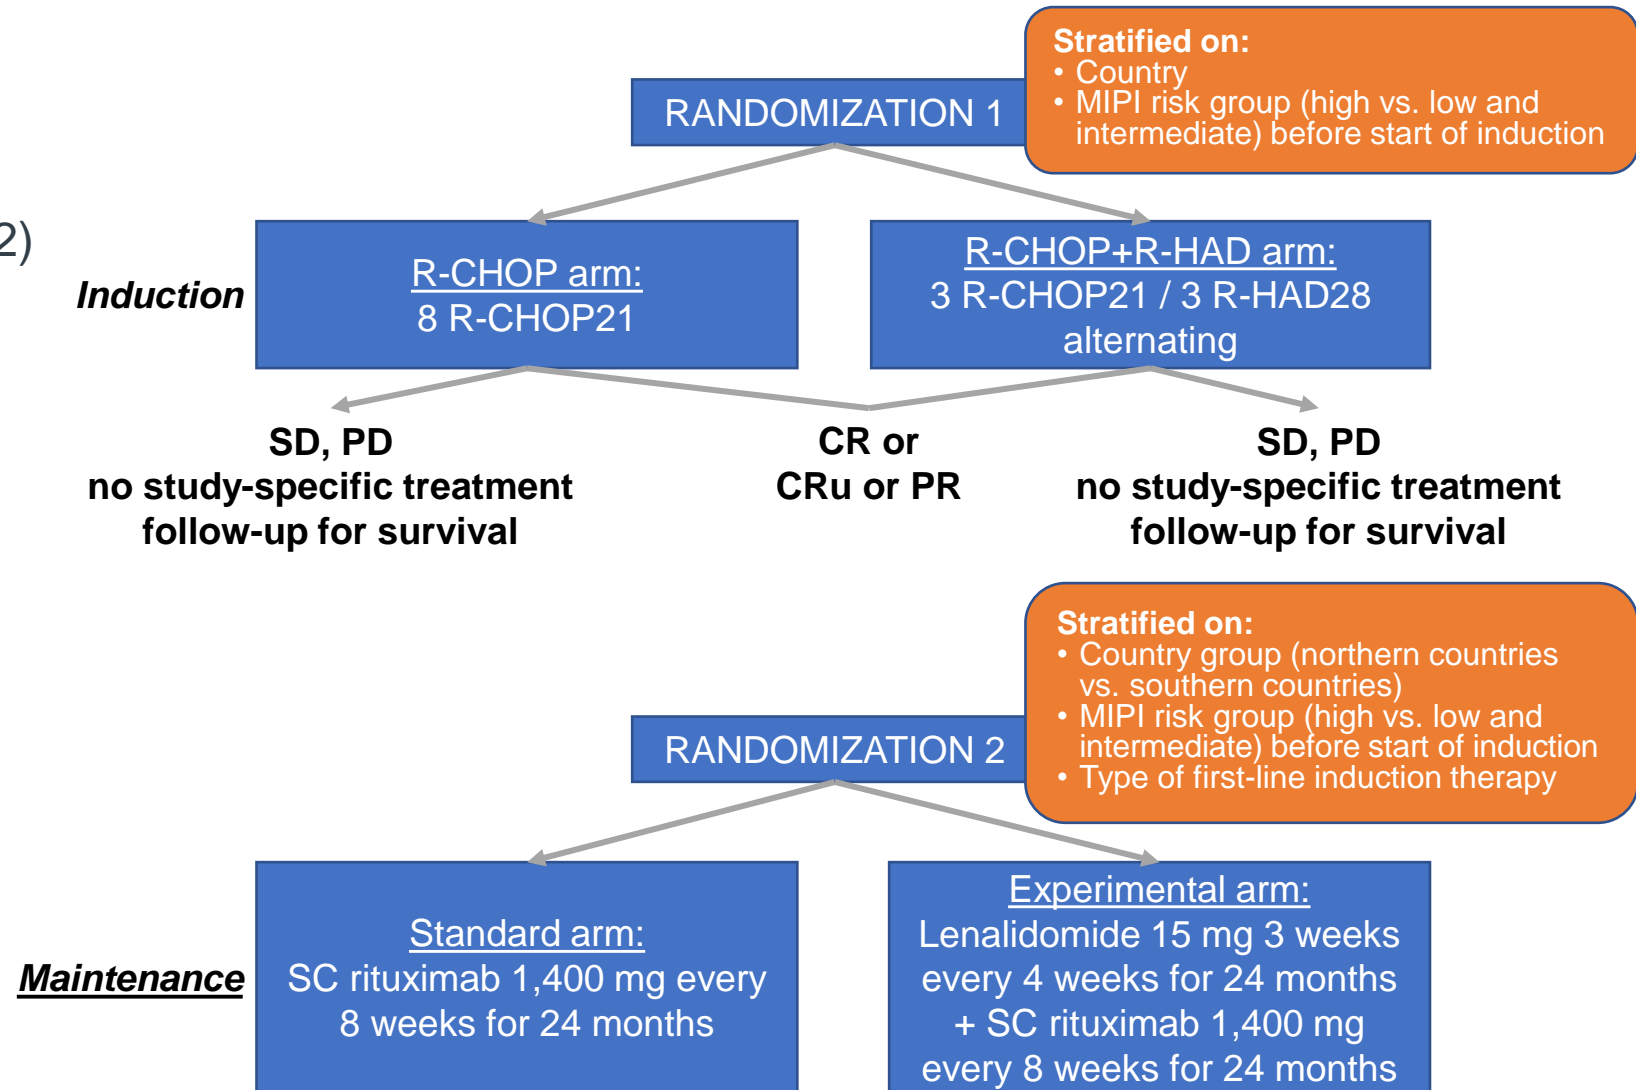 Stratified on:
• Country
• MIPI risk group (high vs. low and
intermediate) before start of induction
RANDOMIZATION 1
2)
Induction
R-CHOP arm:
8 R-CHOP21
R-CHOP+R-HAD arm:
3 R-CHOP21 / 3 R-HAD28
alternating
SD, PD
no study-specific treatment
follow-up for survival
CR or
CRu or PR
SD, PD
no study-specific treatment
follow-up for survival
Stratified on:
• Country group (northern countries
vs. southern countries)
• MIPI risk group (high vs. low and
intermediate) before start of induction
• Type of first-line induction therapy
RANDOMIZATION 2
Maintenance
Standard arm:
SC rituximab 1,400 mg every
8 weeks for 24 months
Experimental arm:
Lenalidomide 15 mg 3 weeks
every 4 weeks for 24 months
+ SC rituximab 1,400 mg
every 8 weeks for 24 months